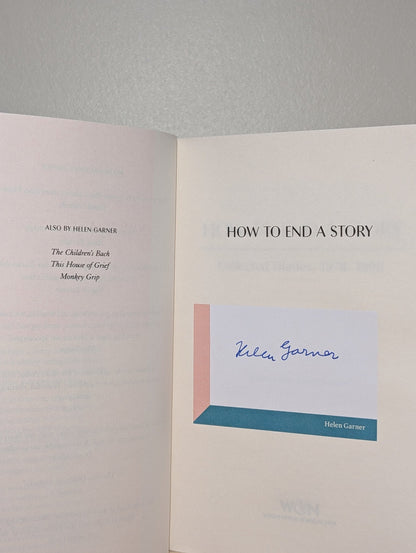 ALSO BY HELEN GARNER
The Children's Bach
This House of Grief
Monkey Grip
HOW TO END A STORY
Helen Garner
Helen Garner